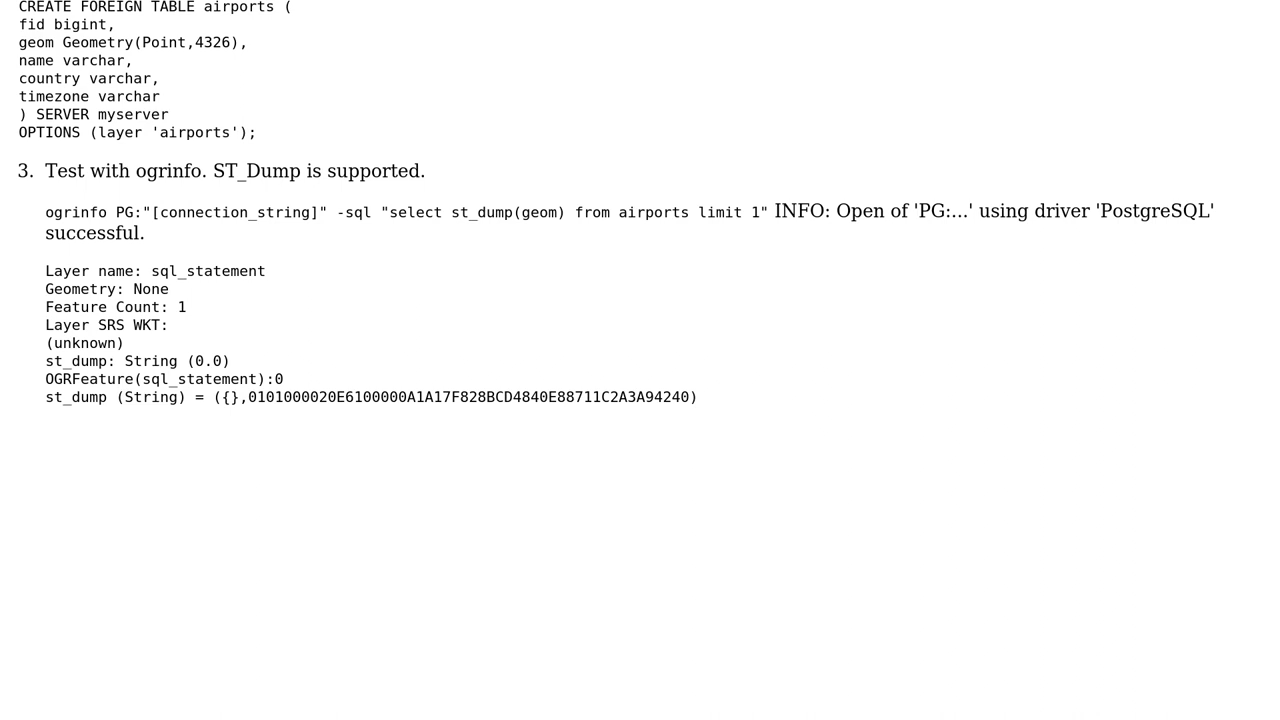 CREATE FOREIGN TABLE airports (
fid bigint,
geom Geometry(Point,4326),
name varchar,
country varchar,
timezone varchar
) SERVER myserver
OPTIONS (layer 'airports');
3. Test with ogrinfo. ST_Dump is supported.
ogrinfo PG:"[connection_string]" -sql "select st_dump(geom) from airports limit 1" INFO: Open of 'PG:...' using driver 'PostgreSQL'
successful.
Layer name: sql_statement
Geometry: None
Feature Count: 1
Layer SRS WKT:
(unknown)
st_dump: String (0.0)
OGRFeature(sql_statement):0
st_dump (String) = ({},0101000020E6100000A1A17F828BCD4840E88711C2A3A94240)